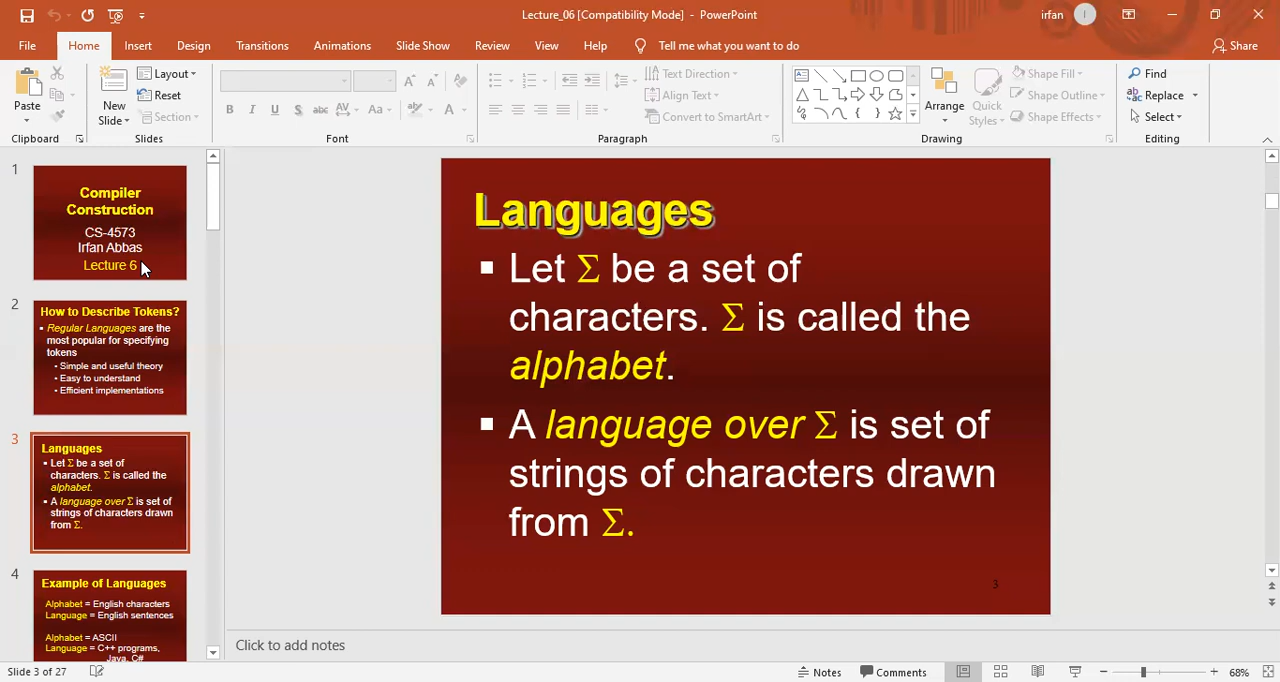 Lecture_06 [Compatibility Mode] - PowerPoint
irfan
I
File
Home
Insert
Design
Transitions
Animations
Slide Show
Review
View
Help
Tell me what you want to do
Share
Paste
Clipboard
New
Slide
Layout
Reset
Section
Slides
B I U S abc AV Aa A
Font
Text Direction
Align Text
Convert to SmartArt
Paragraph
Arrange
Quick
Styles
Shape Fill
Shape Outline
Shape Effects
Drawing
Find
Replace
Select
Editing
1
Compiler
Construction
CS-4573
Irfan Abbas
Lecture 6
2
How to Describe Tokens?
Regular Languages are the
most popular for specifying
tokens
Simple and useful theory
Easy to understand
Efficient implementations
3
Languages
Let Σ be a set of
characters. Σ is called the
alphabet.
A language over Σ is set of
strings of characters drawn
from Σ.
4
Example of Languages
Alphabet = English characters
Language = English sentences
Alphabet = ASCII
Language = C++ programs,
Java, C#
Languages
Let Σ be a set of
characters. Σ is called the
alphabet.
A language over Σ is set of
strings of characters drawn
from Σ.
3
Click to add notes
Slide 3 of 27
Notes
Comments
68%